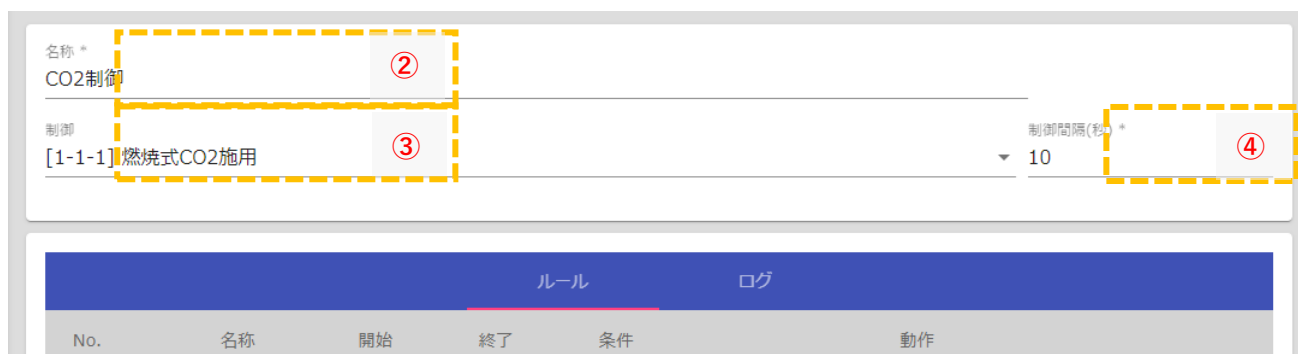 名称 *
CO2制御
②
制御
[1-1-1] 燃焼式CO2施用
③
制御間隔(秒) *
10
④
ルール ログ
No. 名称 開始 終了 条件 動作